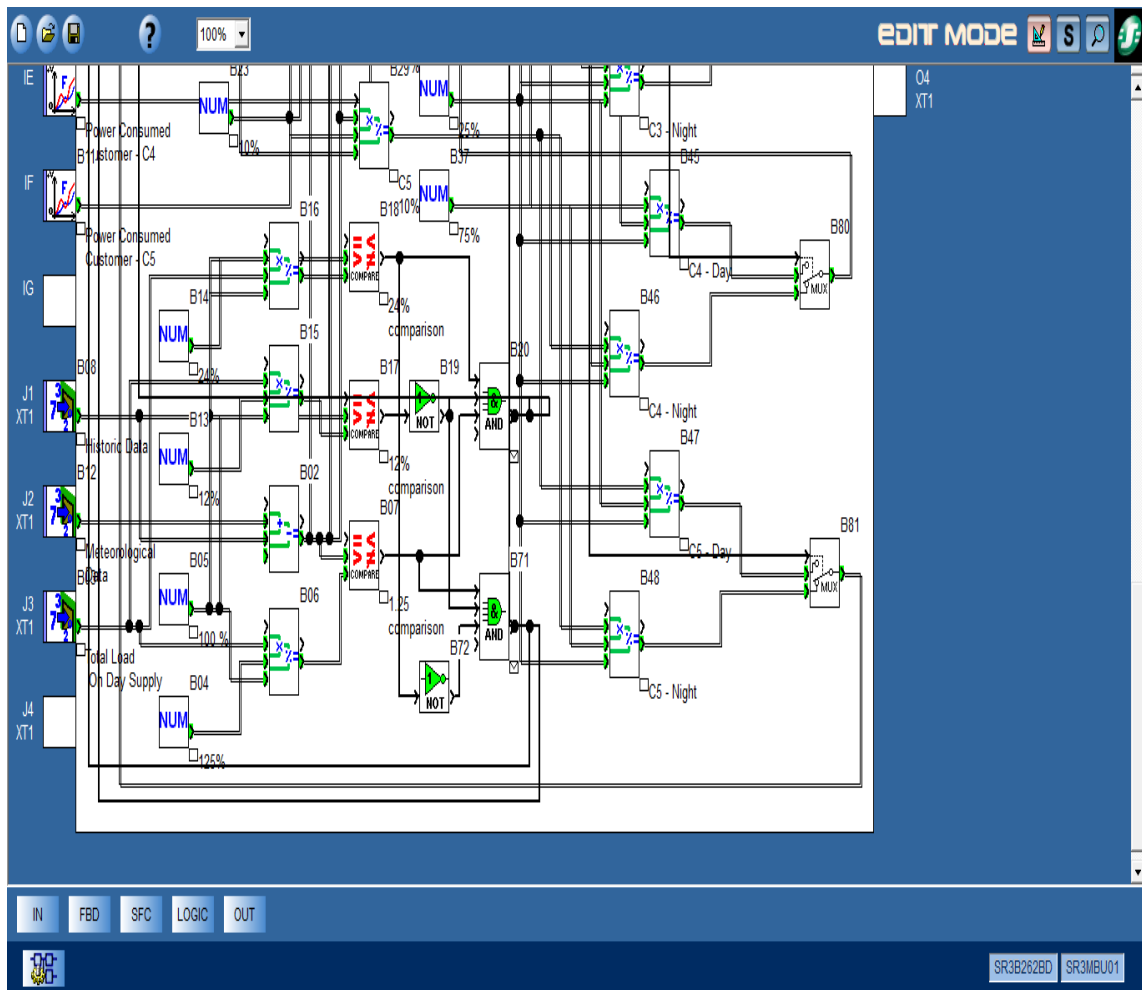 100%
EDIT MODE
S
IE
B23
NUM
10%
B29
%
NUM
25%
C5
C3 - Night
O4
XT1
Power Consumed
Customer - C4
B11
IF
Power Consumed
Customer - C5
B37
10%
NUM
75%
B45
C4 - Day
B80
MUX
B16
B18
COMPARE
24%
comparison
IG
B14
NUM
24%
B15
B46
C4 - Night
B08
J1
XT1
Historic Data
B13
NUM
12%
B17
COMPARE
12%
comparison
B19
1
NOT
B20
&
AND
B47
C5 - Day
B12
J2
XT1
Meteorological
Data
B02
B07
COMPARE
1.25
comparison
B81
MUX
J3
XT1
Total Load
On Day Supply
B05
NUM
100 %
B06
B71
&
AND
B72
1
NOT
B48
C5 - Night
J4
XT1
B04
NUM
125%
IN
FBD
SFC
LOGIC
OUT
SR3B262BD
SR3MBU01